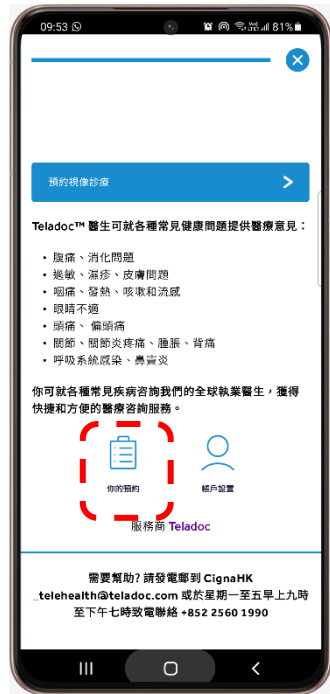 09:53 81%
預約視像診療
Teladoc™ 醫生可就各種常見健康問題提供醫療意見：
• 腹痛、消化問題
• 過敏、濕疹、皮膚問題
• 咽痛、發熱、咳嗽和流感
• 眼睛不適
• 頭痛、 偏頭痛
• 關節、關節炎疼痛、腫脹、背痛
• 呼吸系統感染、鼻竇炎
你可就各種常見疾病咨詢我們的全球執業醫生，獲得
快捷和方便的醫療咨詢服務。
你的預約 帳戶設置
服務商 Teladoc
需要幫助? 請發電郵到 CignaHK
_telehealth@teladoc.com 或於星期一至五早上九時
至下午七時致電聯絡 +852 2560 1990